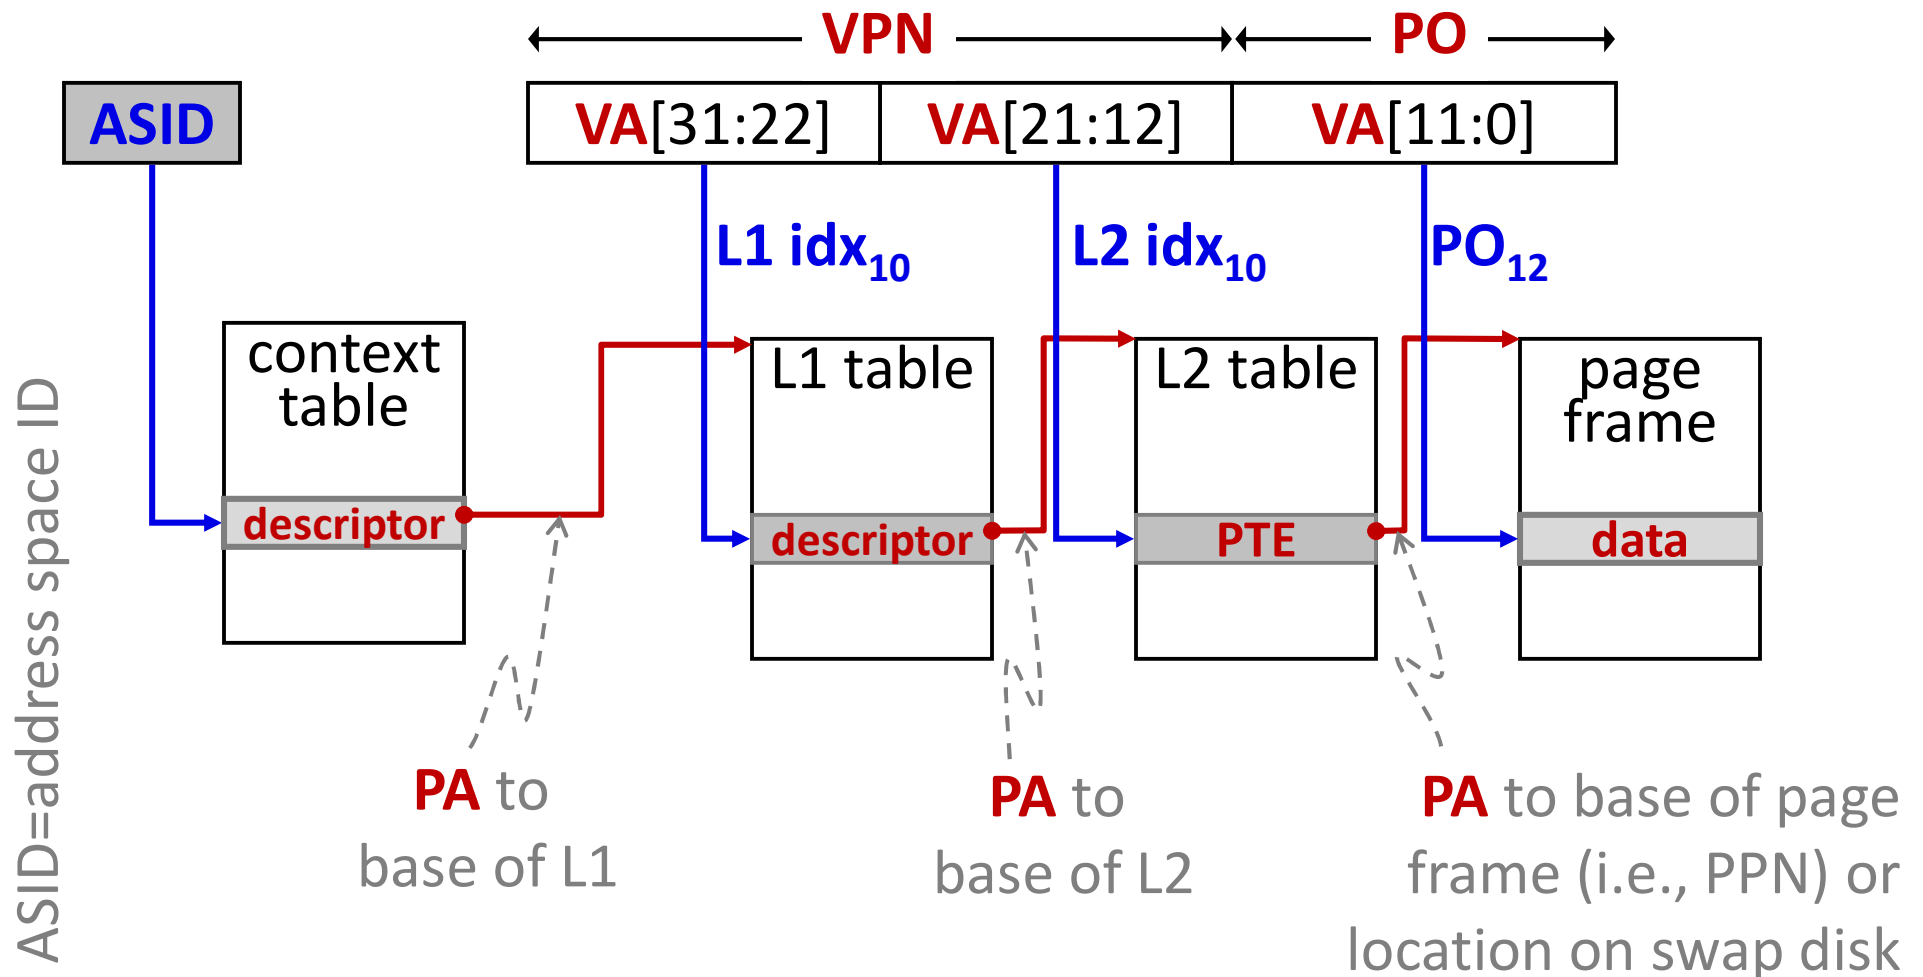 VPN PO
ASID VA[31:22] VA[21:12] VA[11:0]
L1 idx10 L2 idx10 PO12
context
table
L1 table
L2 table
page
frame
descriptor
descriptor
PTE
data
ASID=address space ID
PA to
base of L1
PA to
base of L2
PA to base of page
frame (i.e., PPN) or
location on swap disk